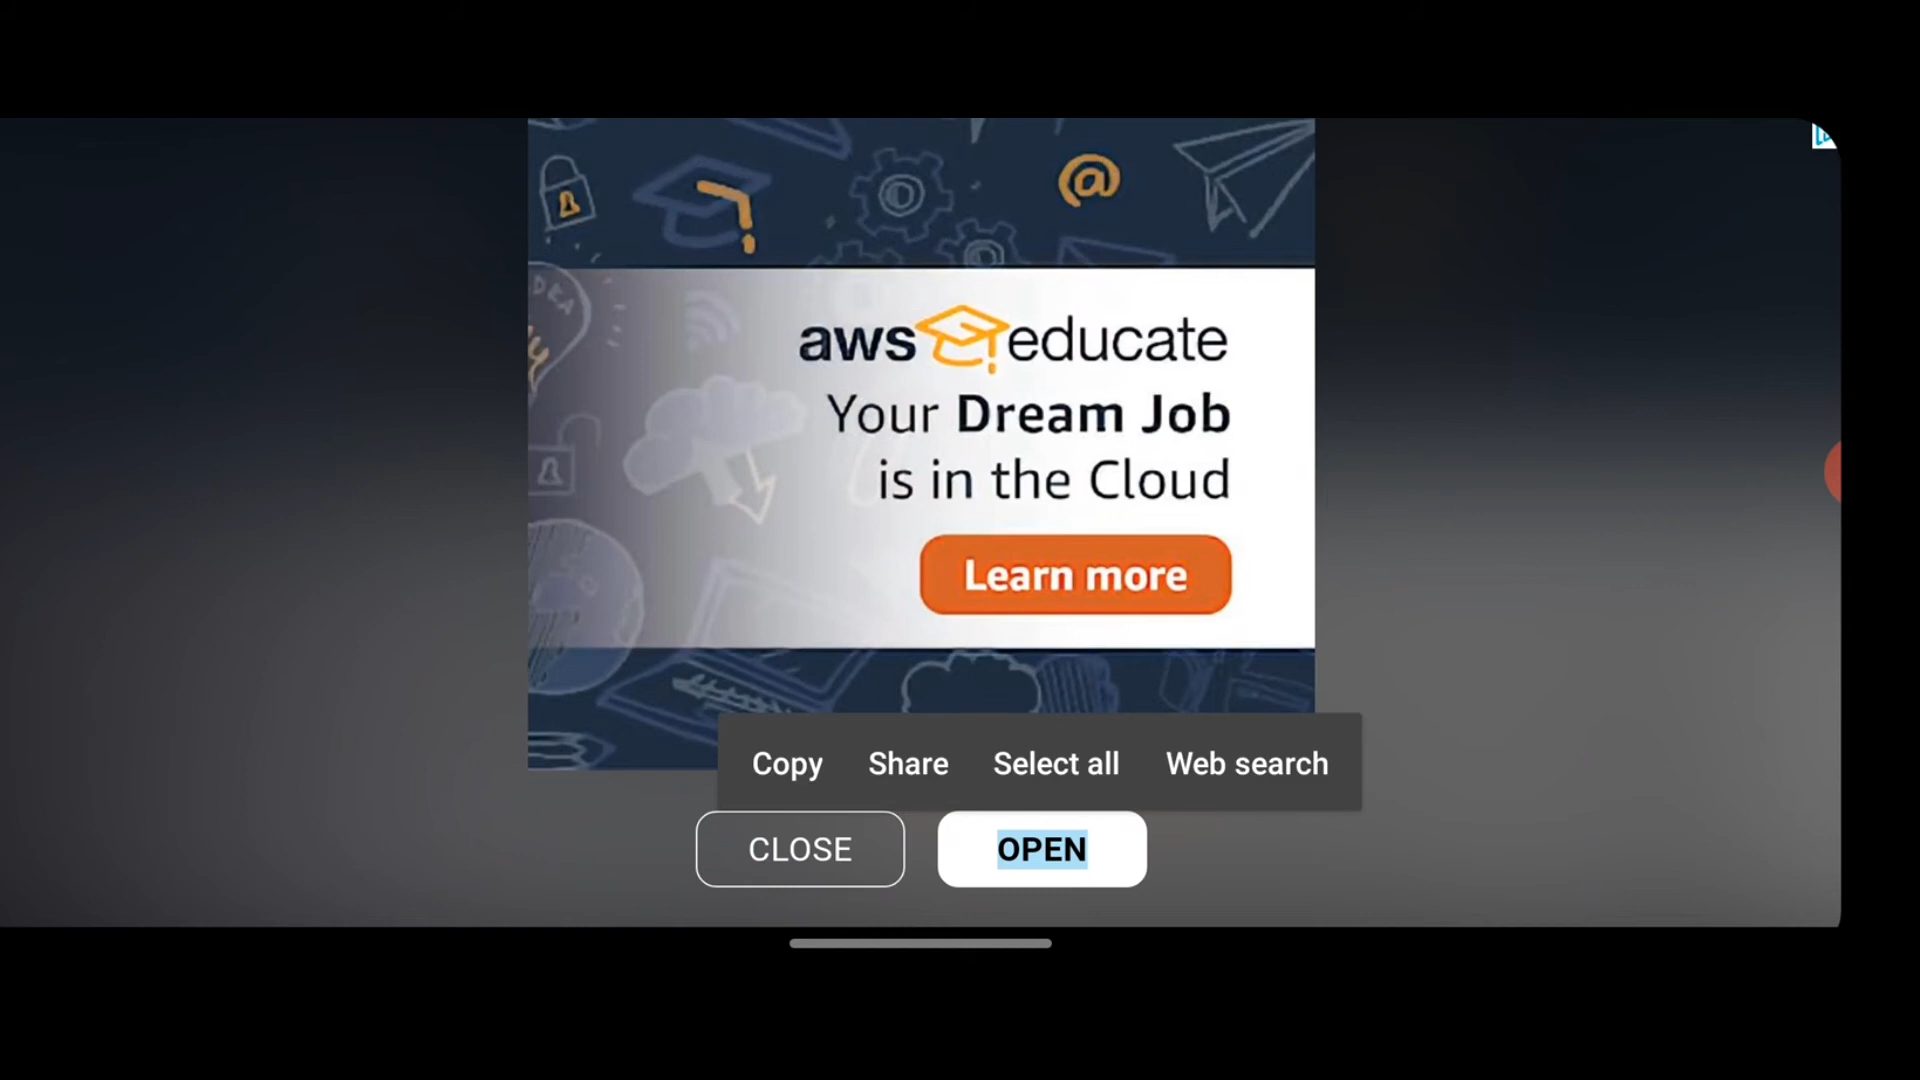 @
IDEA
aws educate
Your Dream Job
is in the Cloud
Learn more
Copy Share Select all Web search
CLOSE OPEN